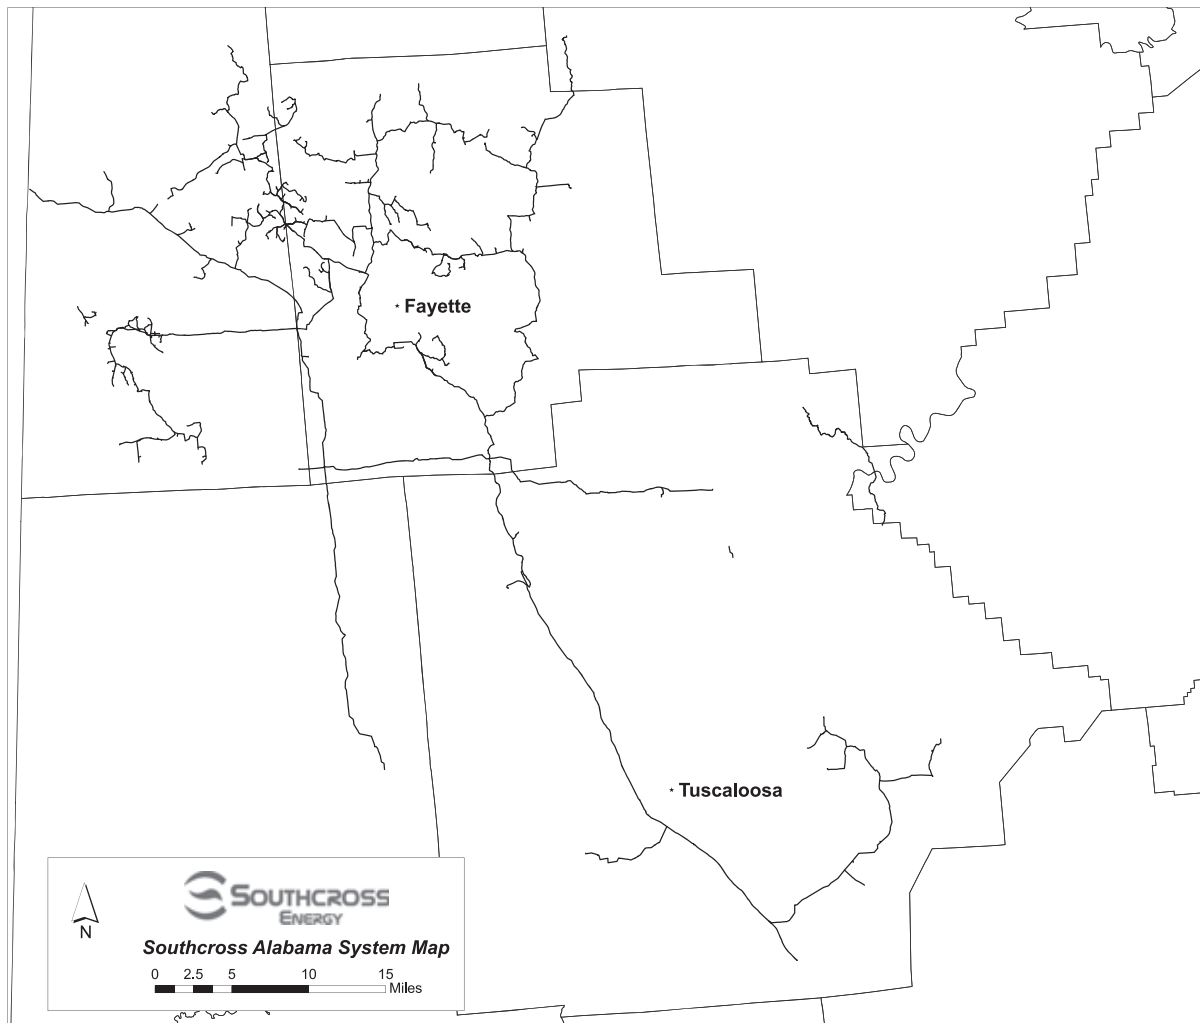 Fayette
Tuscaloosa
SOUTHCROSS
ENERGY
N
Southcross Alabama System Map
0 2.5 5 10 15
Miles